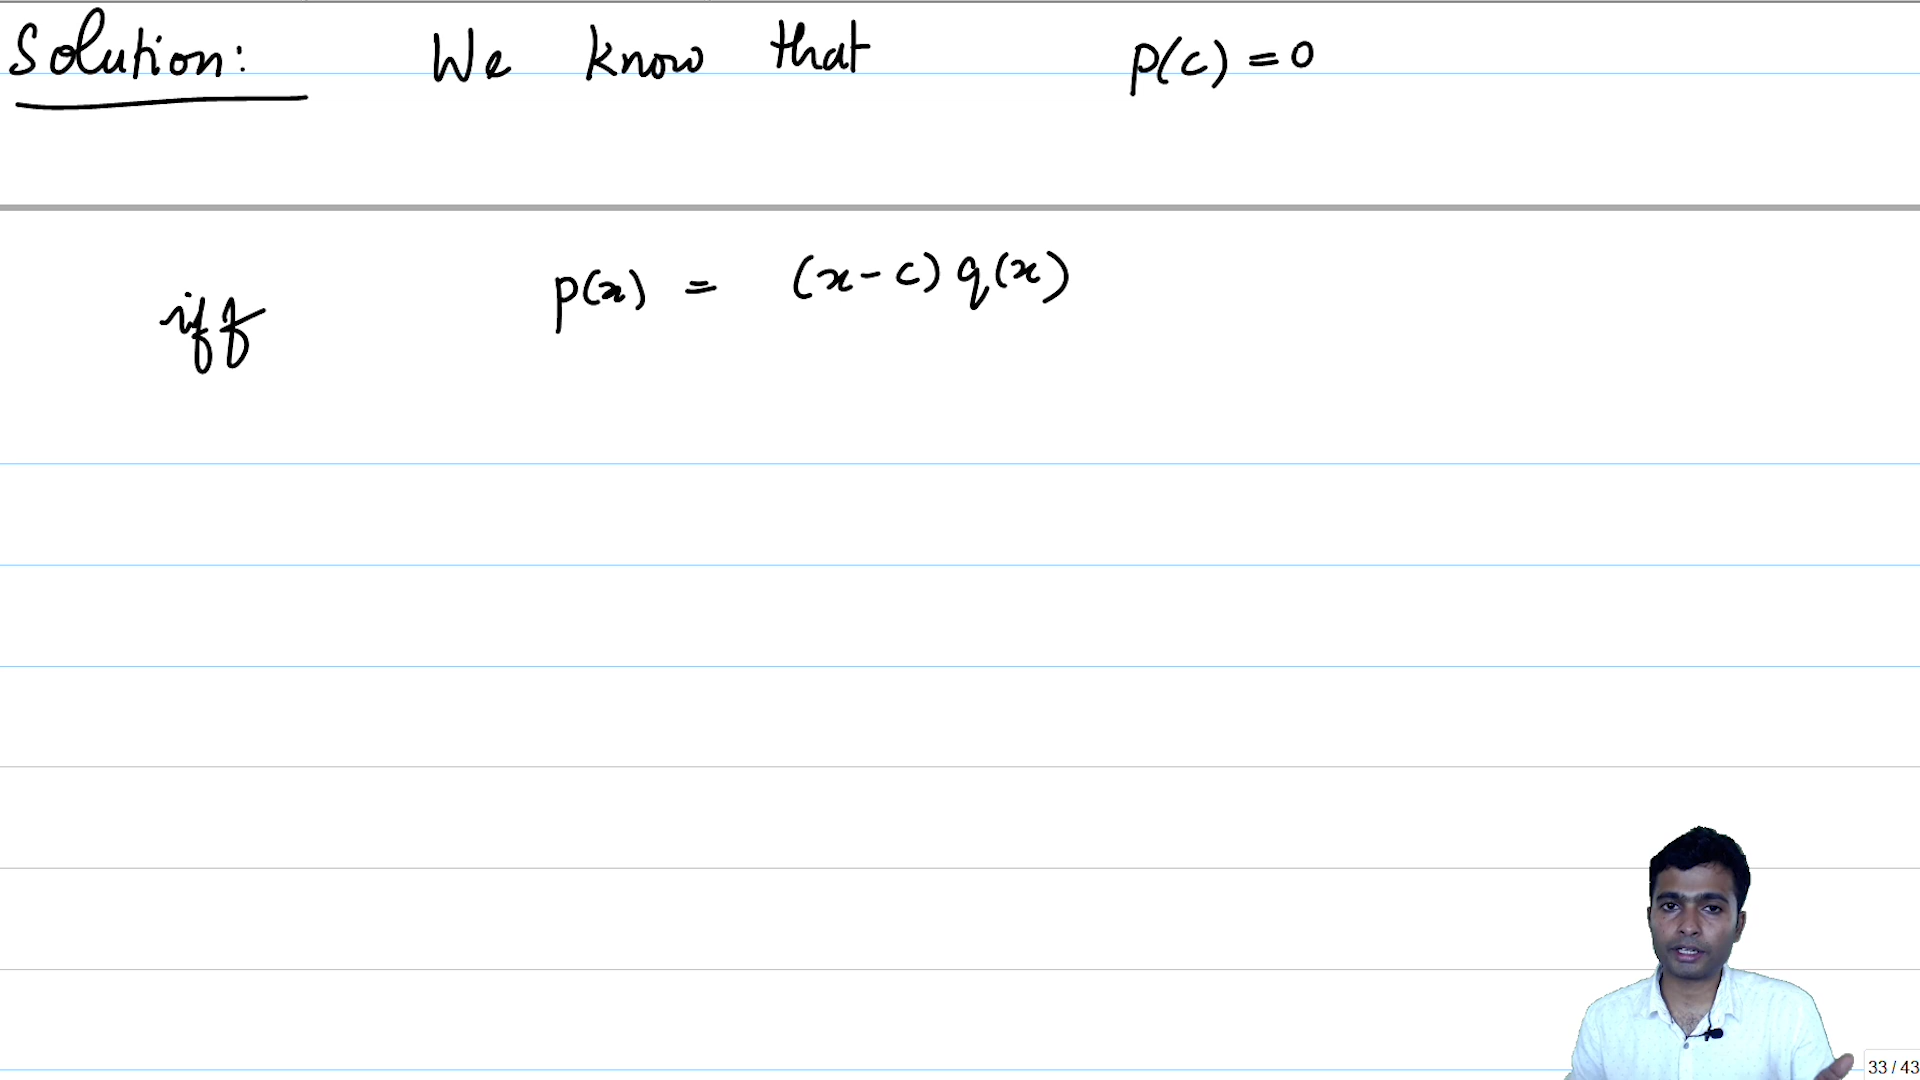 Solution: We know that p(c) = 0
iff p(x) = (x-c) q(x)
33 / 43